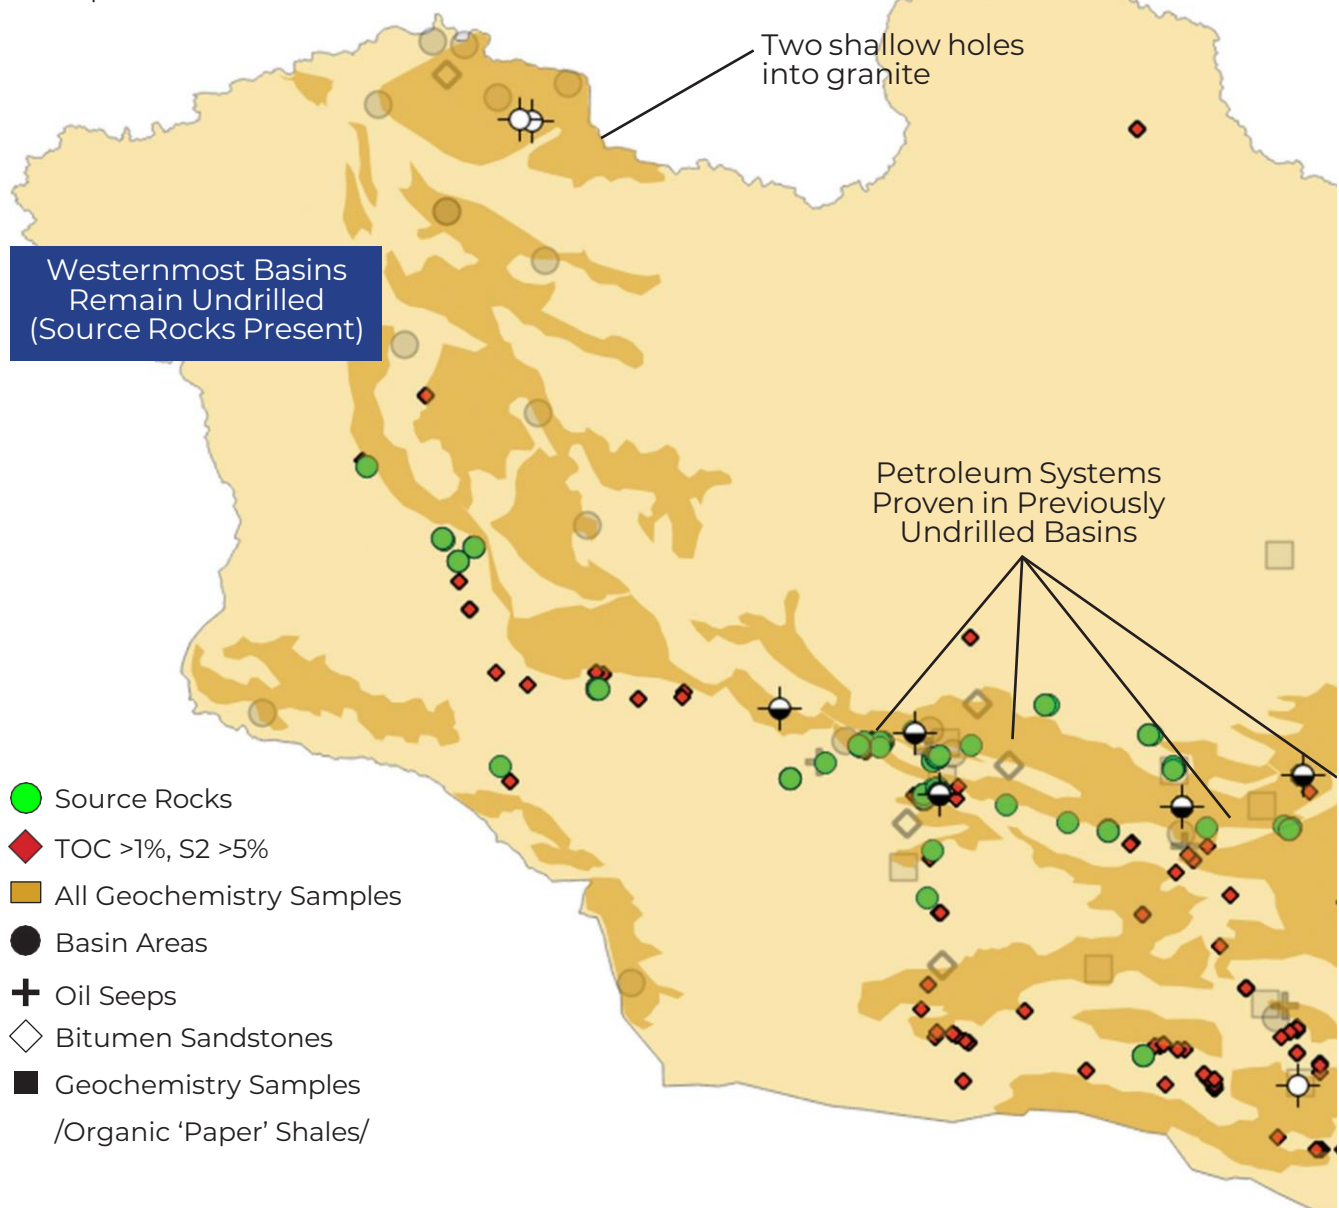 Two shallow holes
into granite
Westernmost Basins
Remain Undrilled
(Source Rocks Present)
Petroleum Systems
Proven in Previously
Undrilled Basins
Source Rocks
TOC >1%, S2 >5%
All Geochemistry Samples
Basin Areas
Oil Seeps
Bitumen Sandstones
Geochemistry Samples
/Organic ‘Paper’ Shales/